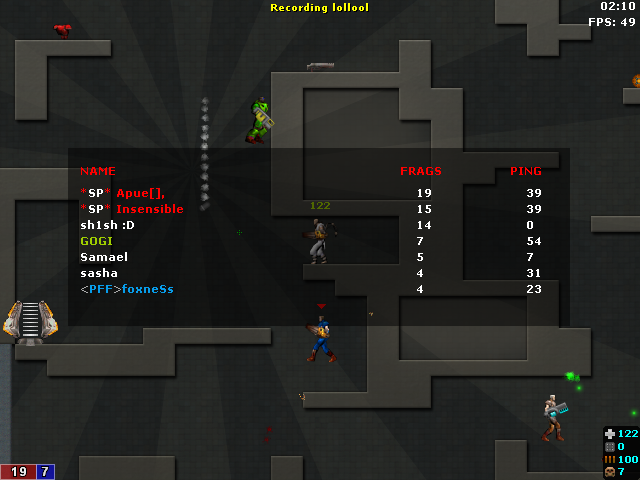 Recording lollool
02:10
FPS: 49
NAME FRAGS PING
*SP* Apue[], 19 39
*SP* Insensible 15 39
122
sh1sh :D 14 0
GOGI 7 54
Samael 5 7
sasha 4 31
<PFF>foxneSs 4 23
122
0
100
19 7
7